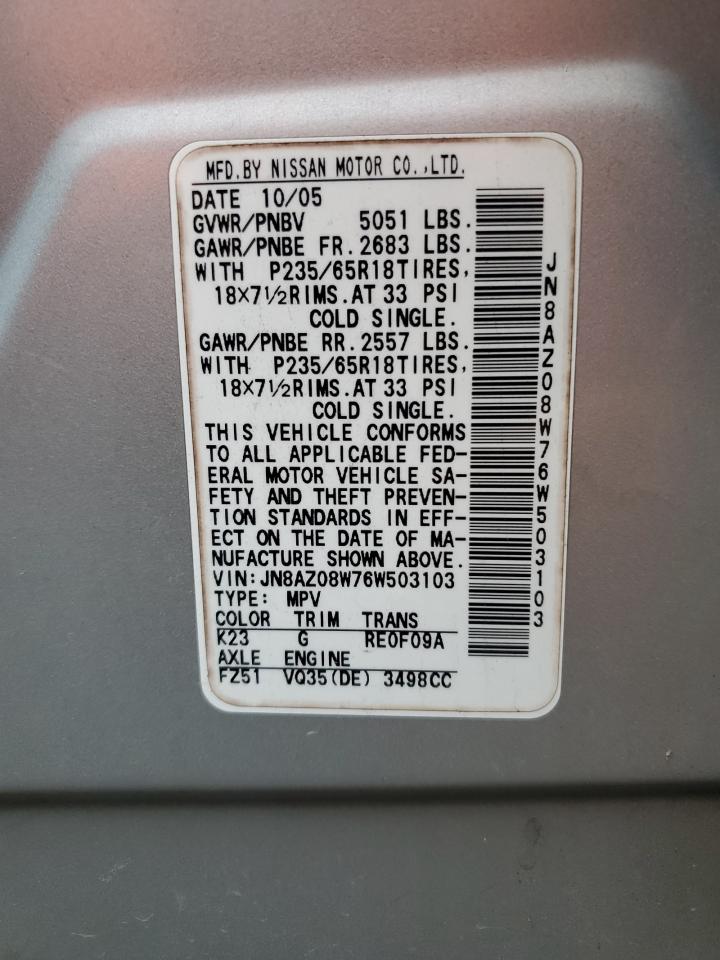 MFD.BY NISSAN MOTOR CO.,LTD.
DATE 10/05
GVWR/PNBV 5051 LBS.
GAWR/PNBE FR.2683 LBS.
WITH P235/65R18TIRES,
18×7½RIMS.AT 33 PSI
COLD SINGLE.
GAWR/PNBE RR.2557 LBS.
WITH P235/65R18TIRES,
18×7½RIMS.AT 33 PSI
COLD SINGLE.
THIS VEHICLE CONFORMS
TO ALL APPLICABLE FED-
ERAL MOTOR VEHICLE SA-
FETY AND THEFT PREVEN-
TION STANDARDS IN EFF-
ECT ON THE DATE OF MA-
NUFACTURE SHOWN ABOVE.
VIN:JN8AZ08W76W503103
TYPE: MPV
COLOR TRIM TRANS
K23 G RE0F09A
AXLE ENGINE
FZ51 VQ35(DE) 3498CC
JN8AZ08W76W503103